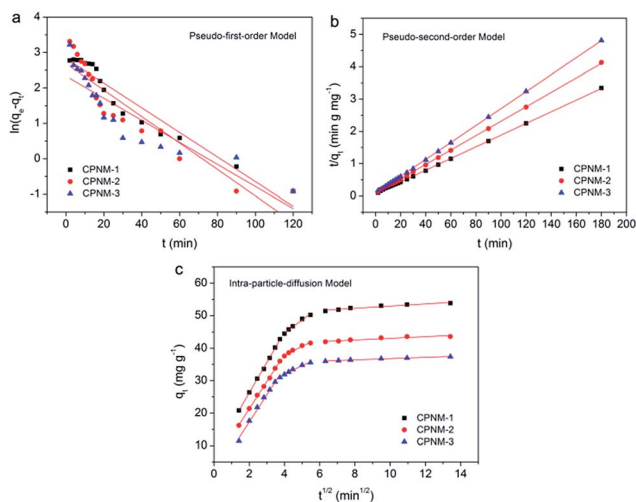 a
Pseudo-first-order Model
4
3
2
1
0
-1
ln(qe-qt)
CPNM-1
CPNM-2
CPNM-3
0 20 40 60 80 100 120
t (min)
b
Pseudo-second-order Model
5
4
3
2
1
0
t/qt (min g mg-1)
CPNM-1
CPNM-2
CPNM-3
0 20 40 60 80 100 120 140 160 180 200
t (min)
c
Intra-particle-diffusion Model
60
50
40
30
20
10
qt (mg g-1)
CPNM-1
CPNM-2
CPNM-3
0 2 4 6 8 10 12 14
t1/2 (min1/2)